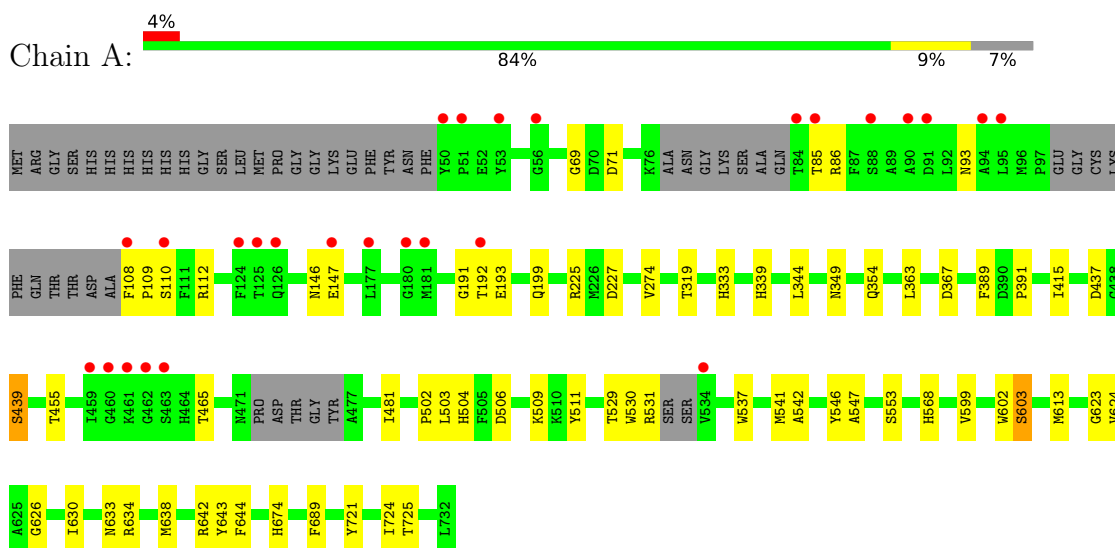 Chain A:
4%
84%
9%
7%
MET ARG GLY SER HIS HIS HIS HIS HIS HIS GLY SER LEU MET PRO GLY GLY LYS GLU PHE TYR ASN PHE Y50 P51 E52 Y53 G56 G69 D70 D71 K76 ALA ASN GLY LYS SER ALA GLN T84 T85 R86 F87 S88 A89 A90 D91 L92 N93 A94 L95 M96 P97 GLU GLY CYS LYS
PHE GLN THR THR ASP ALA F108 P109 S110 F111 R112 F124 T125 Q126 N146 E147 L177 G180 M181 G191 T192 E193 Q199 R225 M226 D227 V274 T319 H333 H339 L344 N349 Q354 L363 D367 F389 D390 P391 I415 D437 G438
S439 T455 I459 G460 K461 G462 S463 H464 T465 N471 PRO ASP THR GLY TYR A477 I481 P502 L503 H504 F505 D506 K509 K510 Y511 T529 W530 R531 SER SER V534 W537 M541 A542 Y546 A547 S553 H568 V599 W602 S603 M613 G623 V624
A625 G626 I630 N633 R634 M638 R642 Y643 F644 H674 F689 Y721 I724 T725 L732